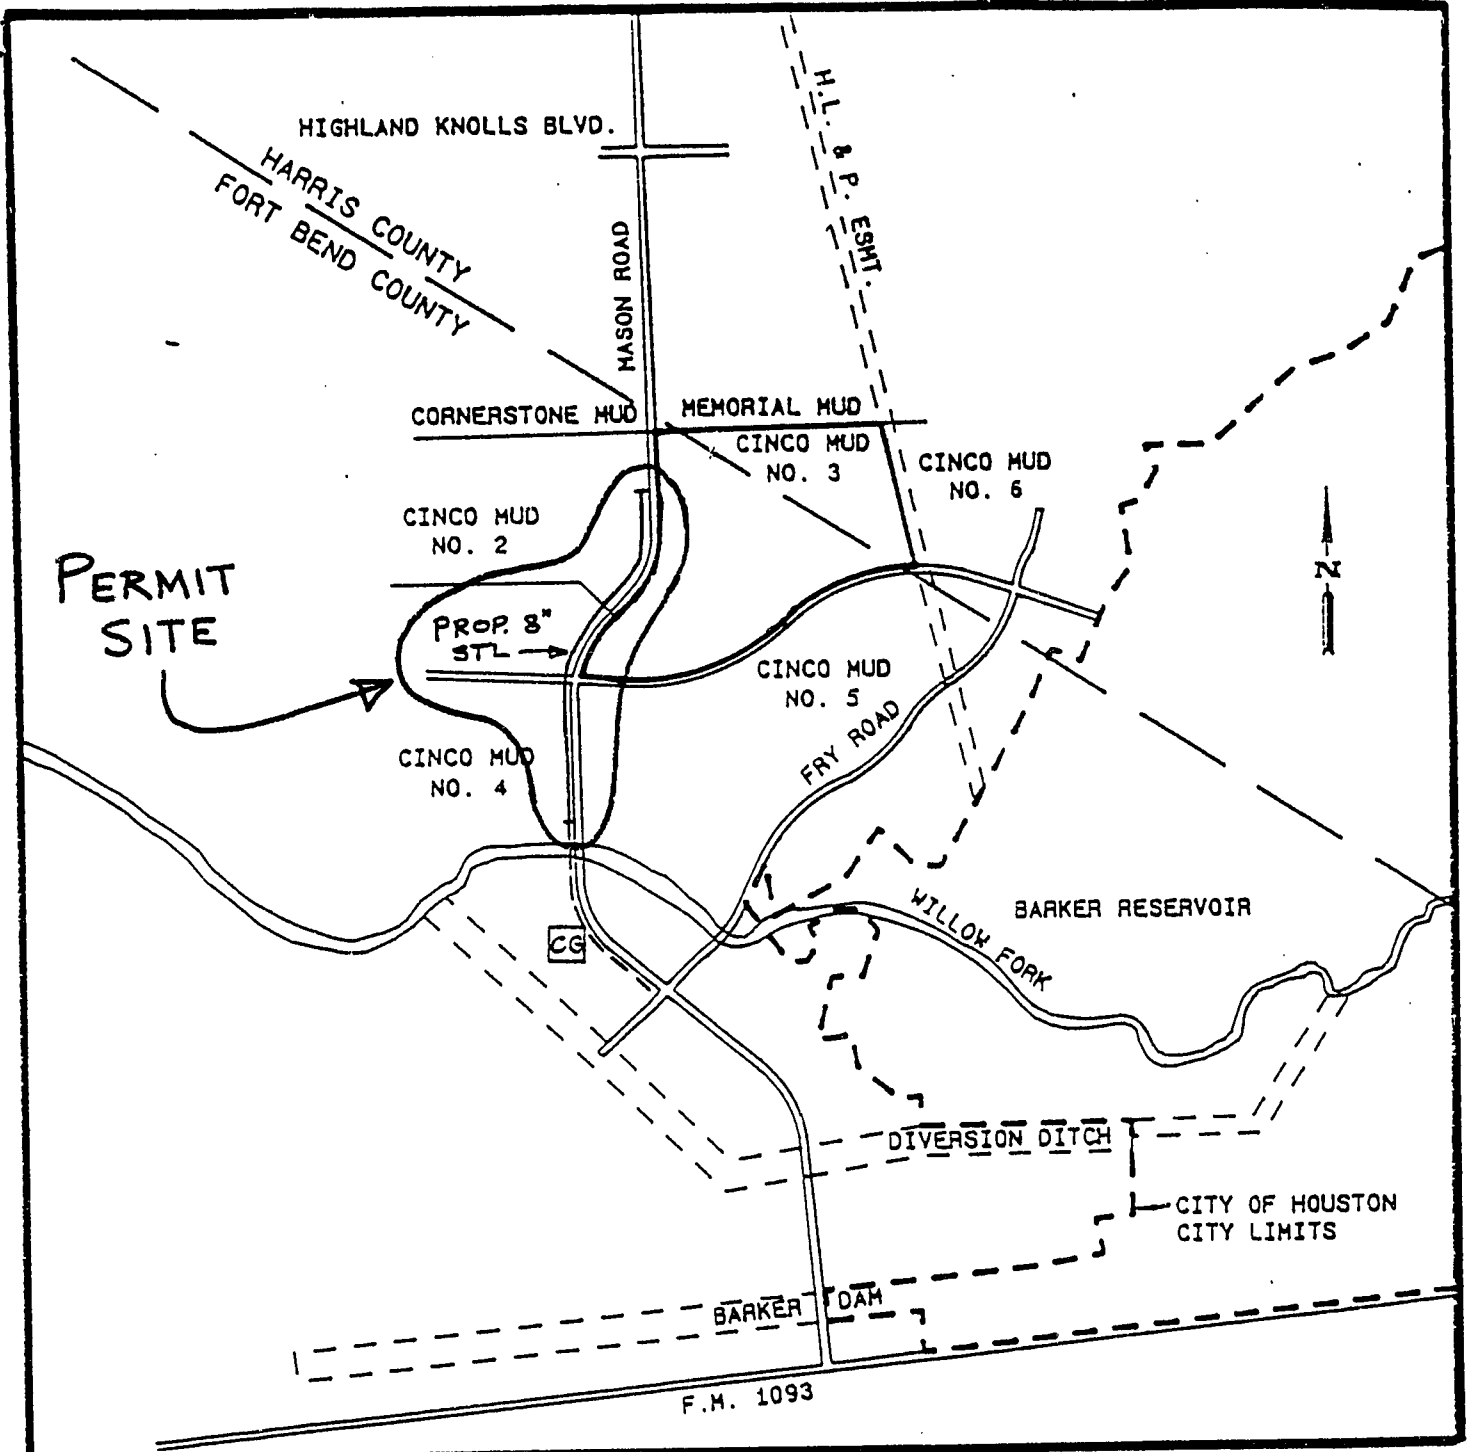 HIGHLAND KNOLLS BLVD.
H.L. & P. ESMT.
HARRIS COUNTY
FORT BEND COUNTY
MASON ROAD
CORNERSTONE MUD
MEMORIAL MUD
CINCO MUD
NO. 3
CINCO MUD
NO. 6
CINCO MUD
NO. 2
N
PERMIT
SITE
PROP. 8"
STL
CINCO MUD
NO. 5
FRY ROAD
CINCO MUD
NO. 4
WILLOW FORK
BARKER RESERVOIR
CG
DIVERSION DITCH
CITY OF HOUSTON
CITY LIMITS
BARKER DAM
F.M. 1093